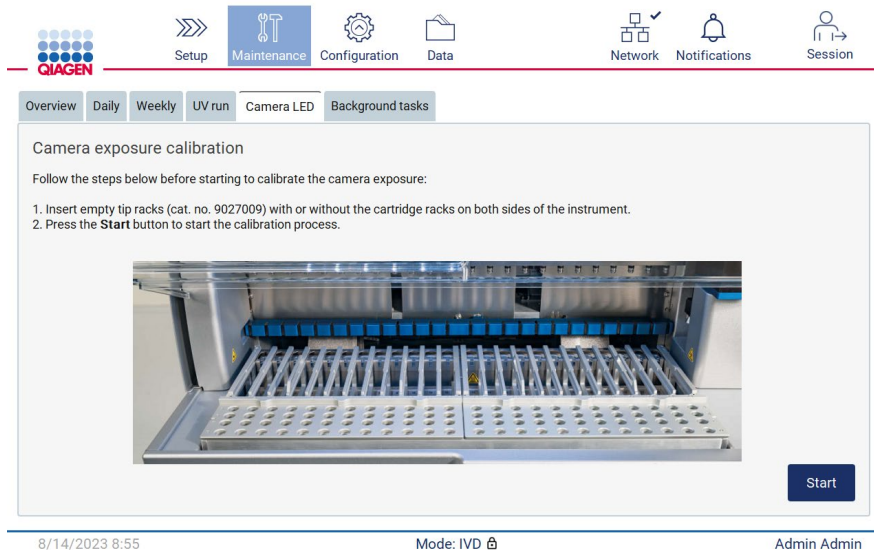 QIAGEN
Setup
Maintenance
Configuration
Data
Network
Notifications
Session
Overview
Daily
Weekly
UV run
Camera LED
Background tasks
Camera exposure calibration
Follow the steps below before starting to calibrate the camera exposure:
1. Insert empty tip racks (cat. no. 9027009) with or without the cartridge racks on both sides of the instrument.
2. Press the Start button to start the calibration process.
Start
8/14/2023 8:55
Mode: IVD
Admin Admin